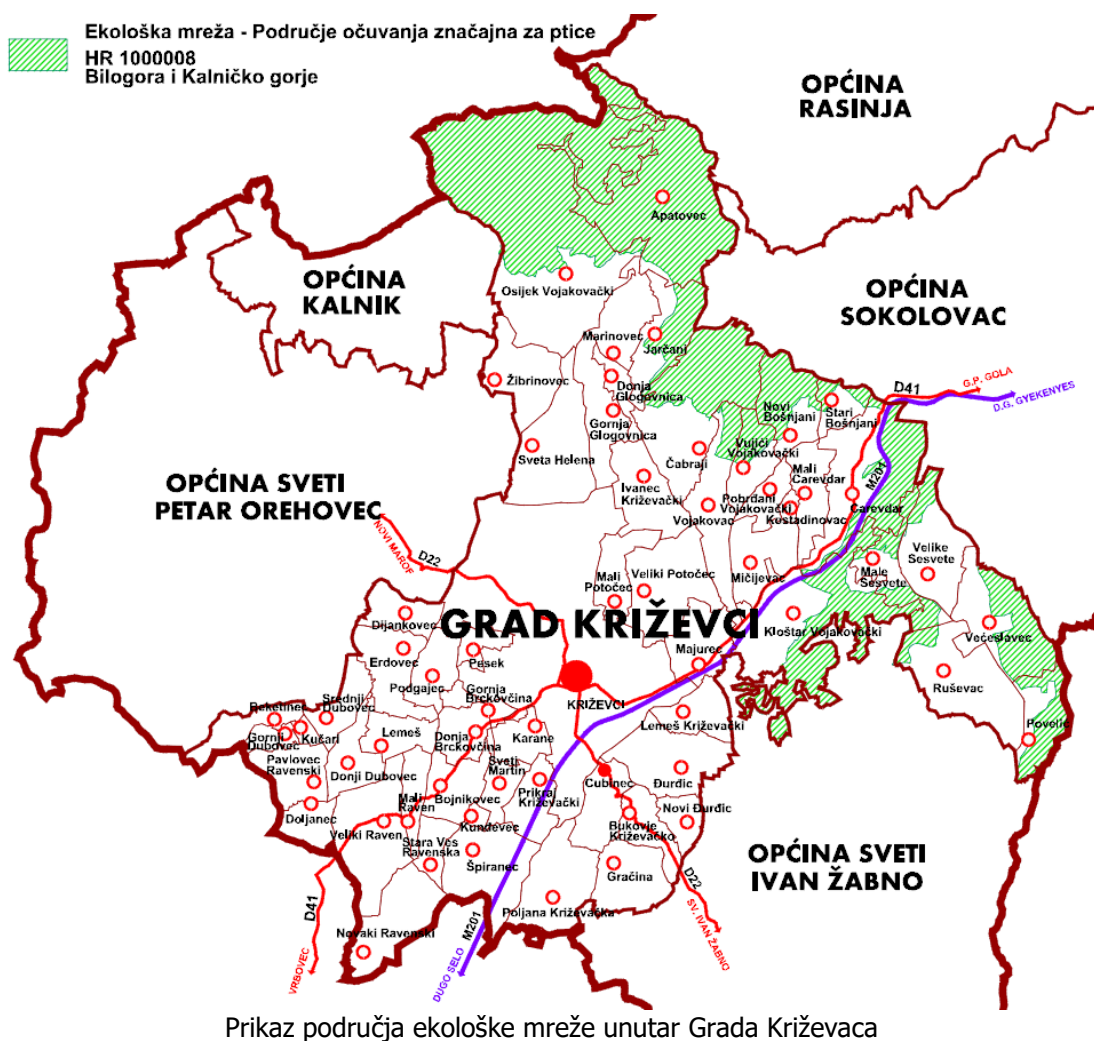 Ekološka mreža - Područje očuvanja značajna za ptice
HR 1000008
Bilogora i Kalničko gorje
OPĆINA
RASINJA
Apatovec
OPĆINA
KALNIK
Osijek Vojakovački
OPĆINA
SOKOLOVAC
Marinovec
Jarčani
Žibrinovec
Donja
Glogovnica
D41
G.P. GOLA
D.G. GYEKENYES
Gornja
Glogovnica
Novi
Bošnjani
Stari
Bošnjani
Sveta Helena
Čabraji
Vujići
Vojakovački
OPĆINA SVETI
PETAR OREHOVEC
Ivanec
Križevački
Mali
Carevdar
M201
Vojakovac
Pobrđani
Vojakovački
Kustadinovac
Carevdar
NOVI MAROF
D22
Mali
Potočec
Veliki Potočec
Mičijevac
Male
Sesvete
Velike
Sesvete
GRAD KRIŽEVCI
Dijankovec
Kloštar Vojakovački
Većeslavec
Erdovec
Pesek
Majurec
Podgajec
Gornja
Brckovčina
KRIŽEVCI
Ruševac
Srednji
Dubovec
Beketinec
Kučari
Gornji
Dubovec
Lemeš
Donja
Brckovčina
Karane
Lemeš Križevački
Povelić
Pavlovec
Ravenski
Donji Dubovec
Sveti
Martin
Prikraj
Križevački
Cubinec
Đurđic
Doljanec
Mali
Raven
Bojnikovec
Novi Đurđic
Veliki Raven
Kundevec
Bukovje
Križevačko
Stara Ves
Ravenska
Špiranec
Gračina
D22
OPĆINA SVETI
IVAN ŽABNO
D41
Poljana Križevačka
SV. IVAN ŽABNO
Novaki Ravenski
M201
VRBOVEC
DUGO SELO
Prikaz područja ekološke mreže unutar Grada Križevaca